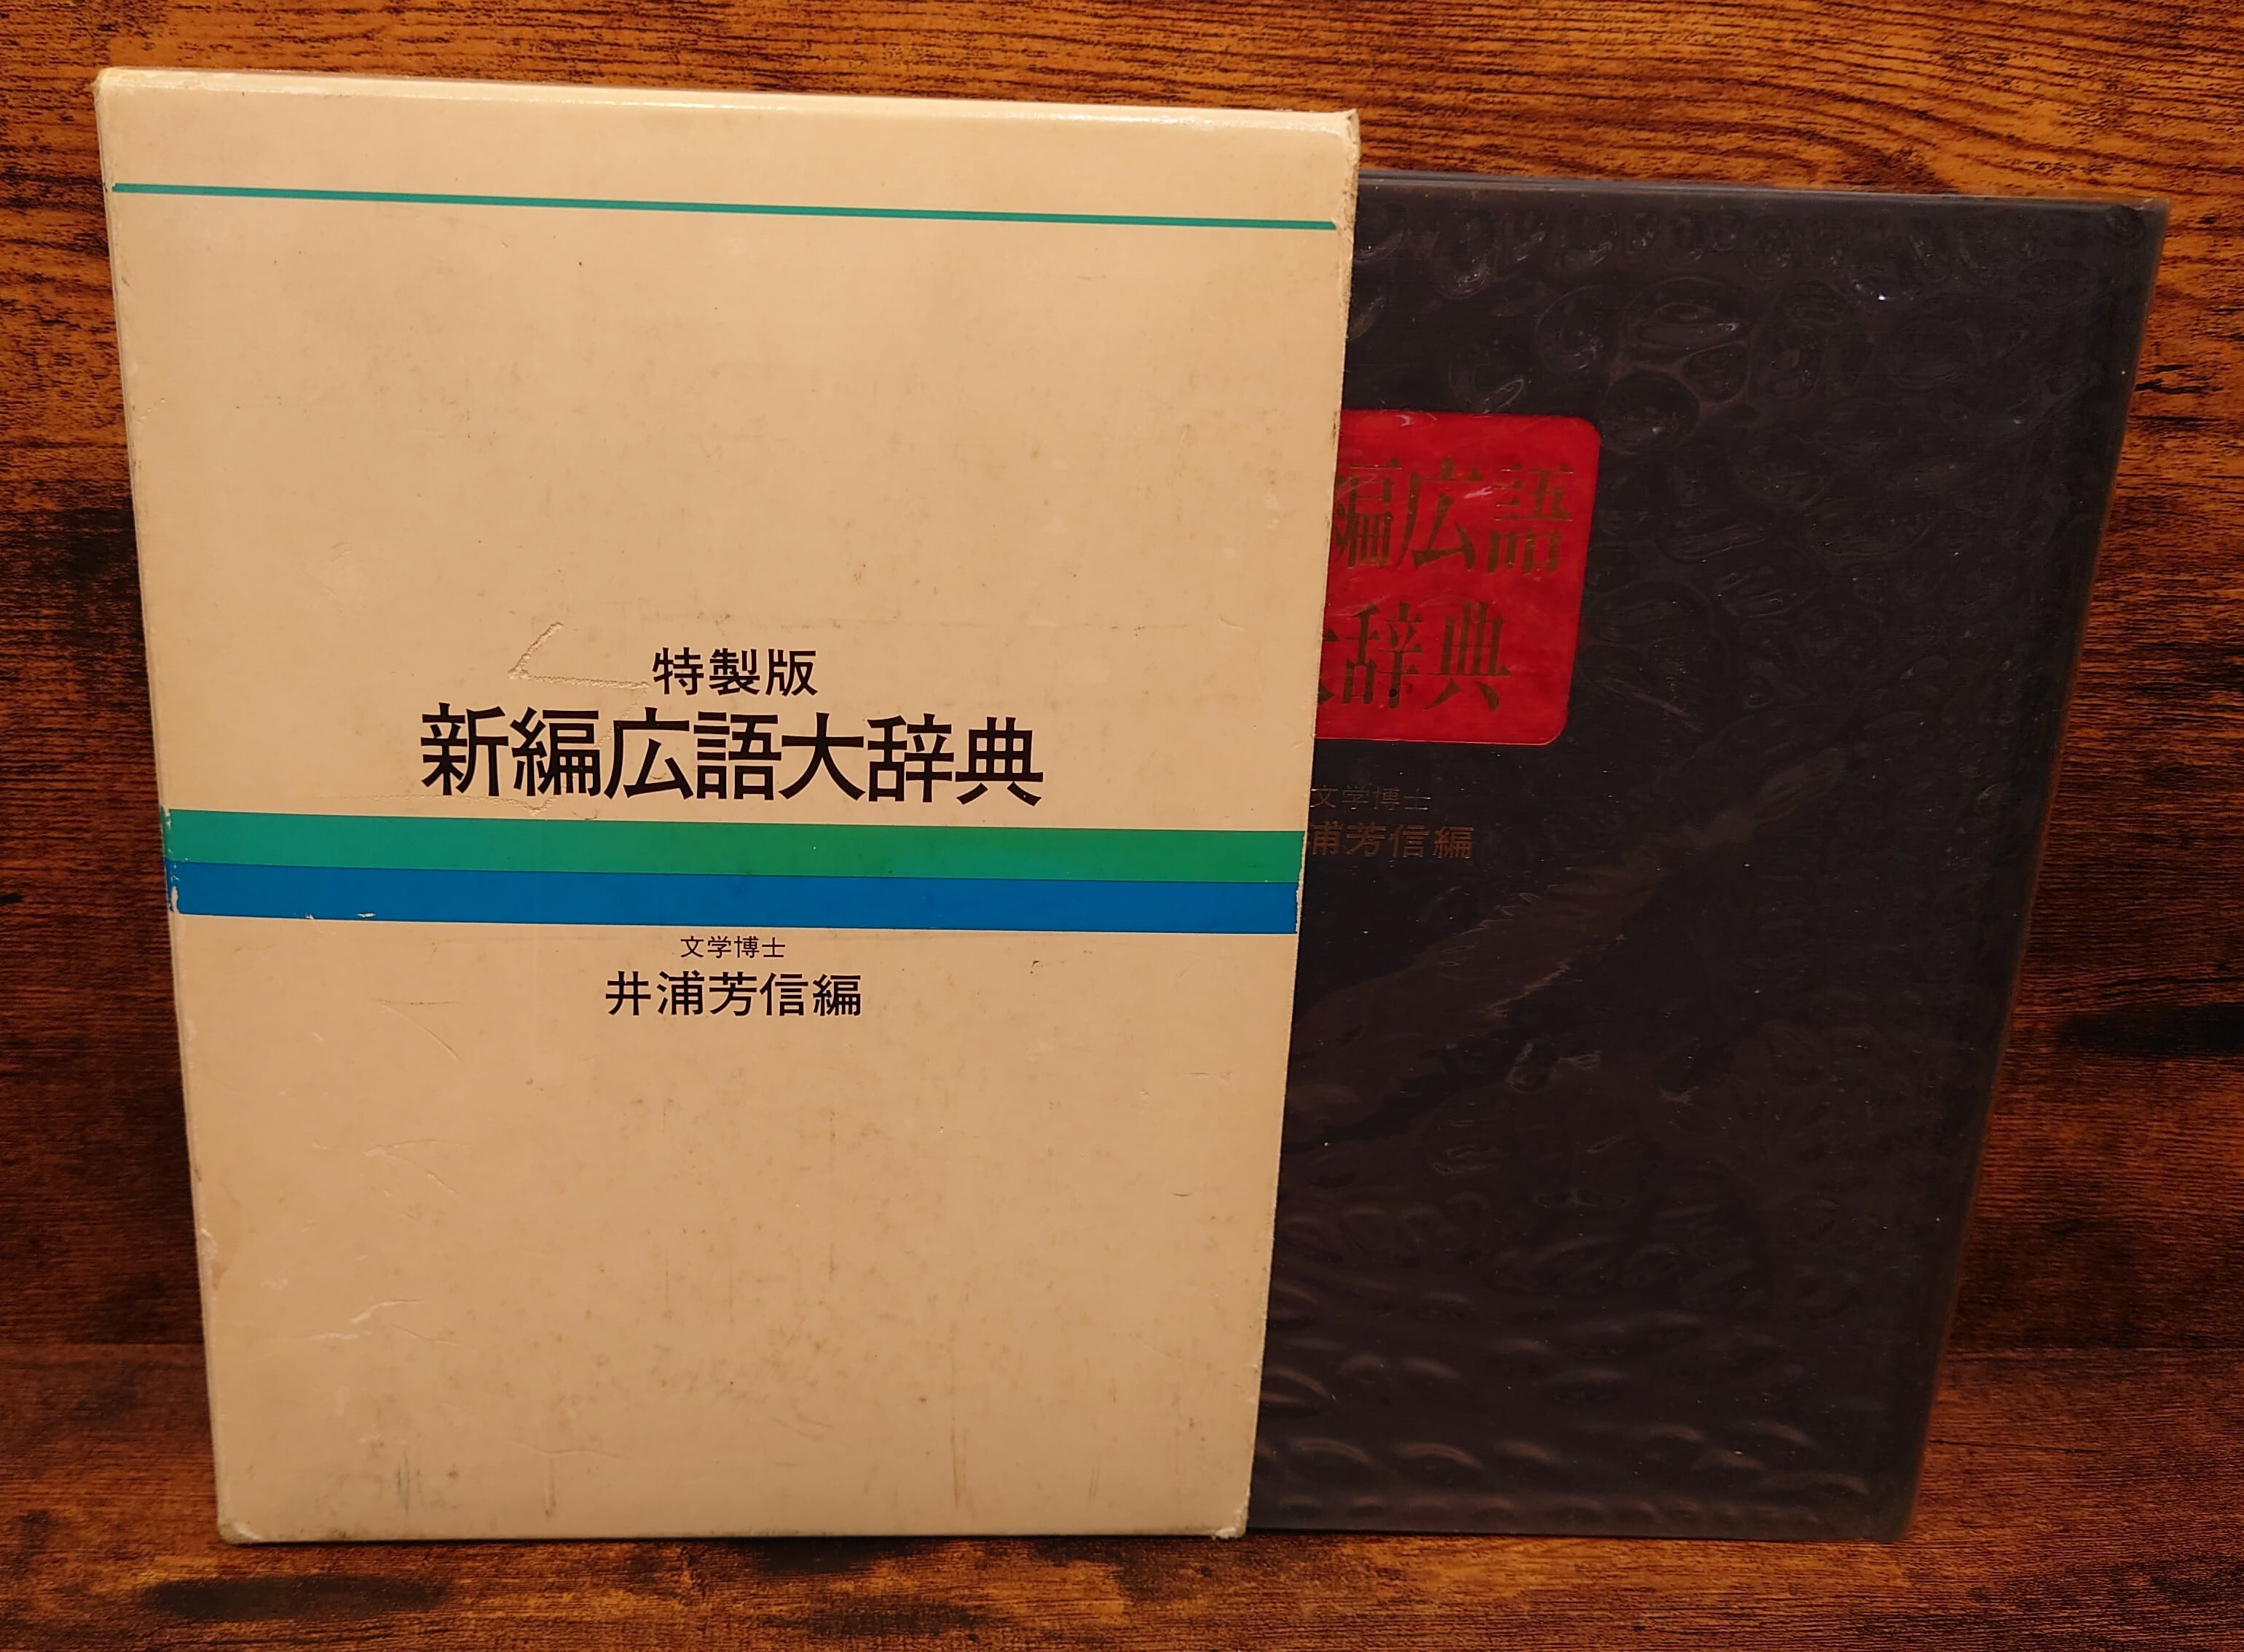 特製版
新編広語大辞典
文学博士
井浦芳信編
編広語
大辞典
文学博士
浦芳信編